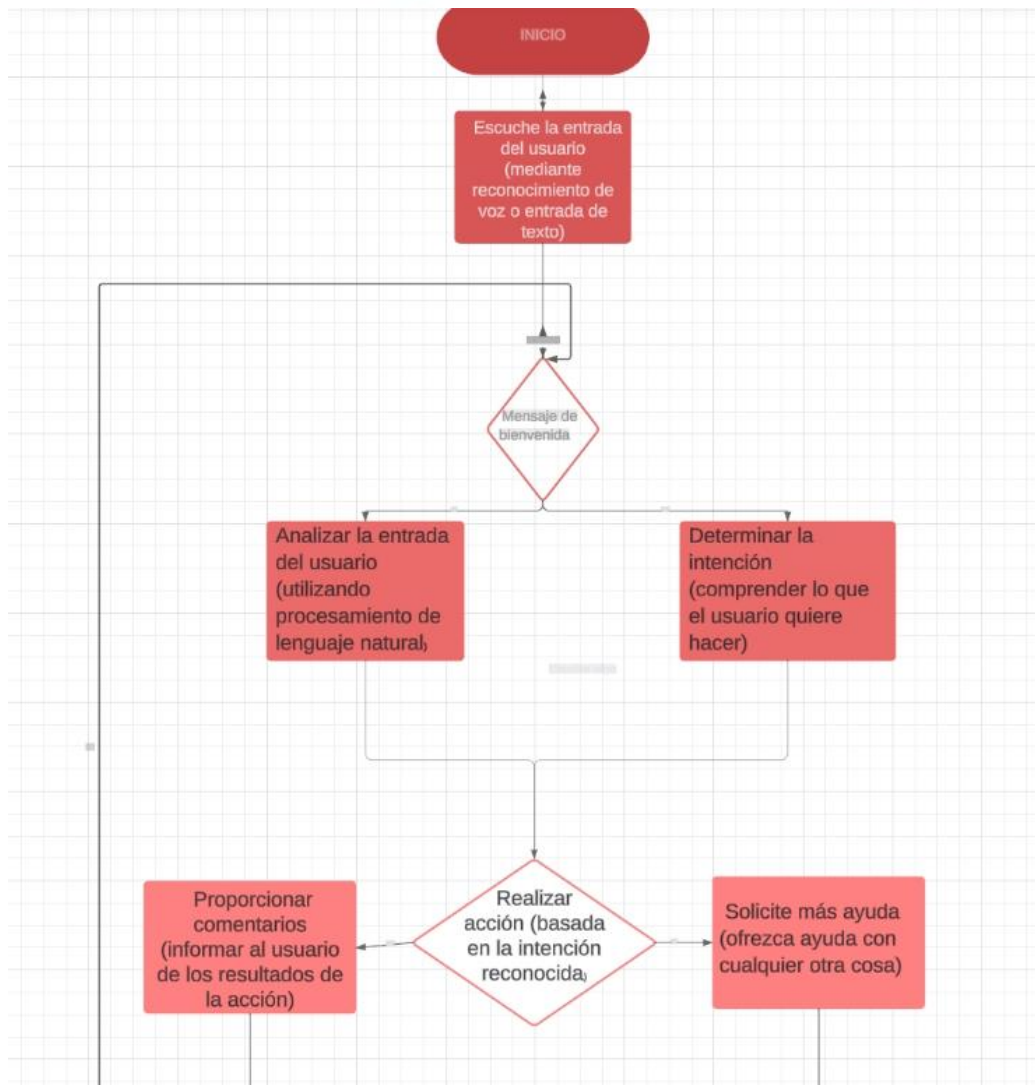 INICIO
Escuche la entrada
del usuario
(mediante
reconocimiento de
voz o entrada de
texto)
Mensaje de
bienvenida
Analizar la entrada
del usuario
(utilizando
procesamiento de
lenguaje natural)
Determinar la
intención
(comprender lo que
el usuario quiere
hacer)
Proporcionar
comentarios
(informar al usuario
de los resultados de
la acción)
Realizar
acción (basada
en la intención
reconocida)
Solicite más ayuda
(ofrezca ayuda con
cualquier otra cosa)